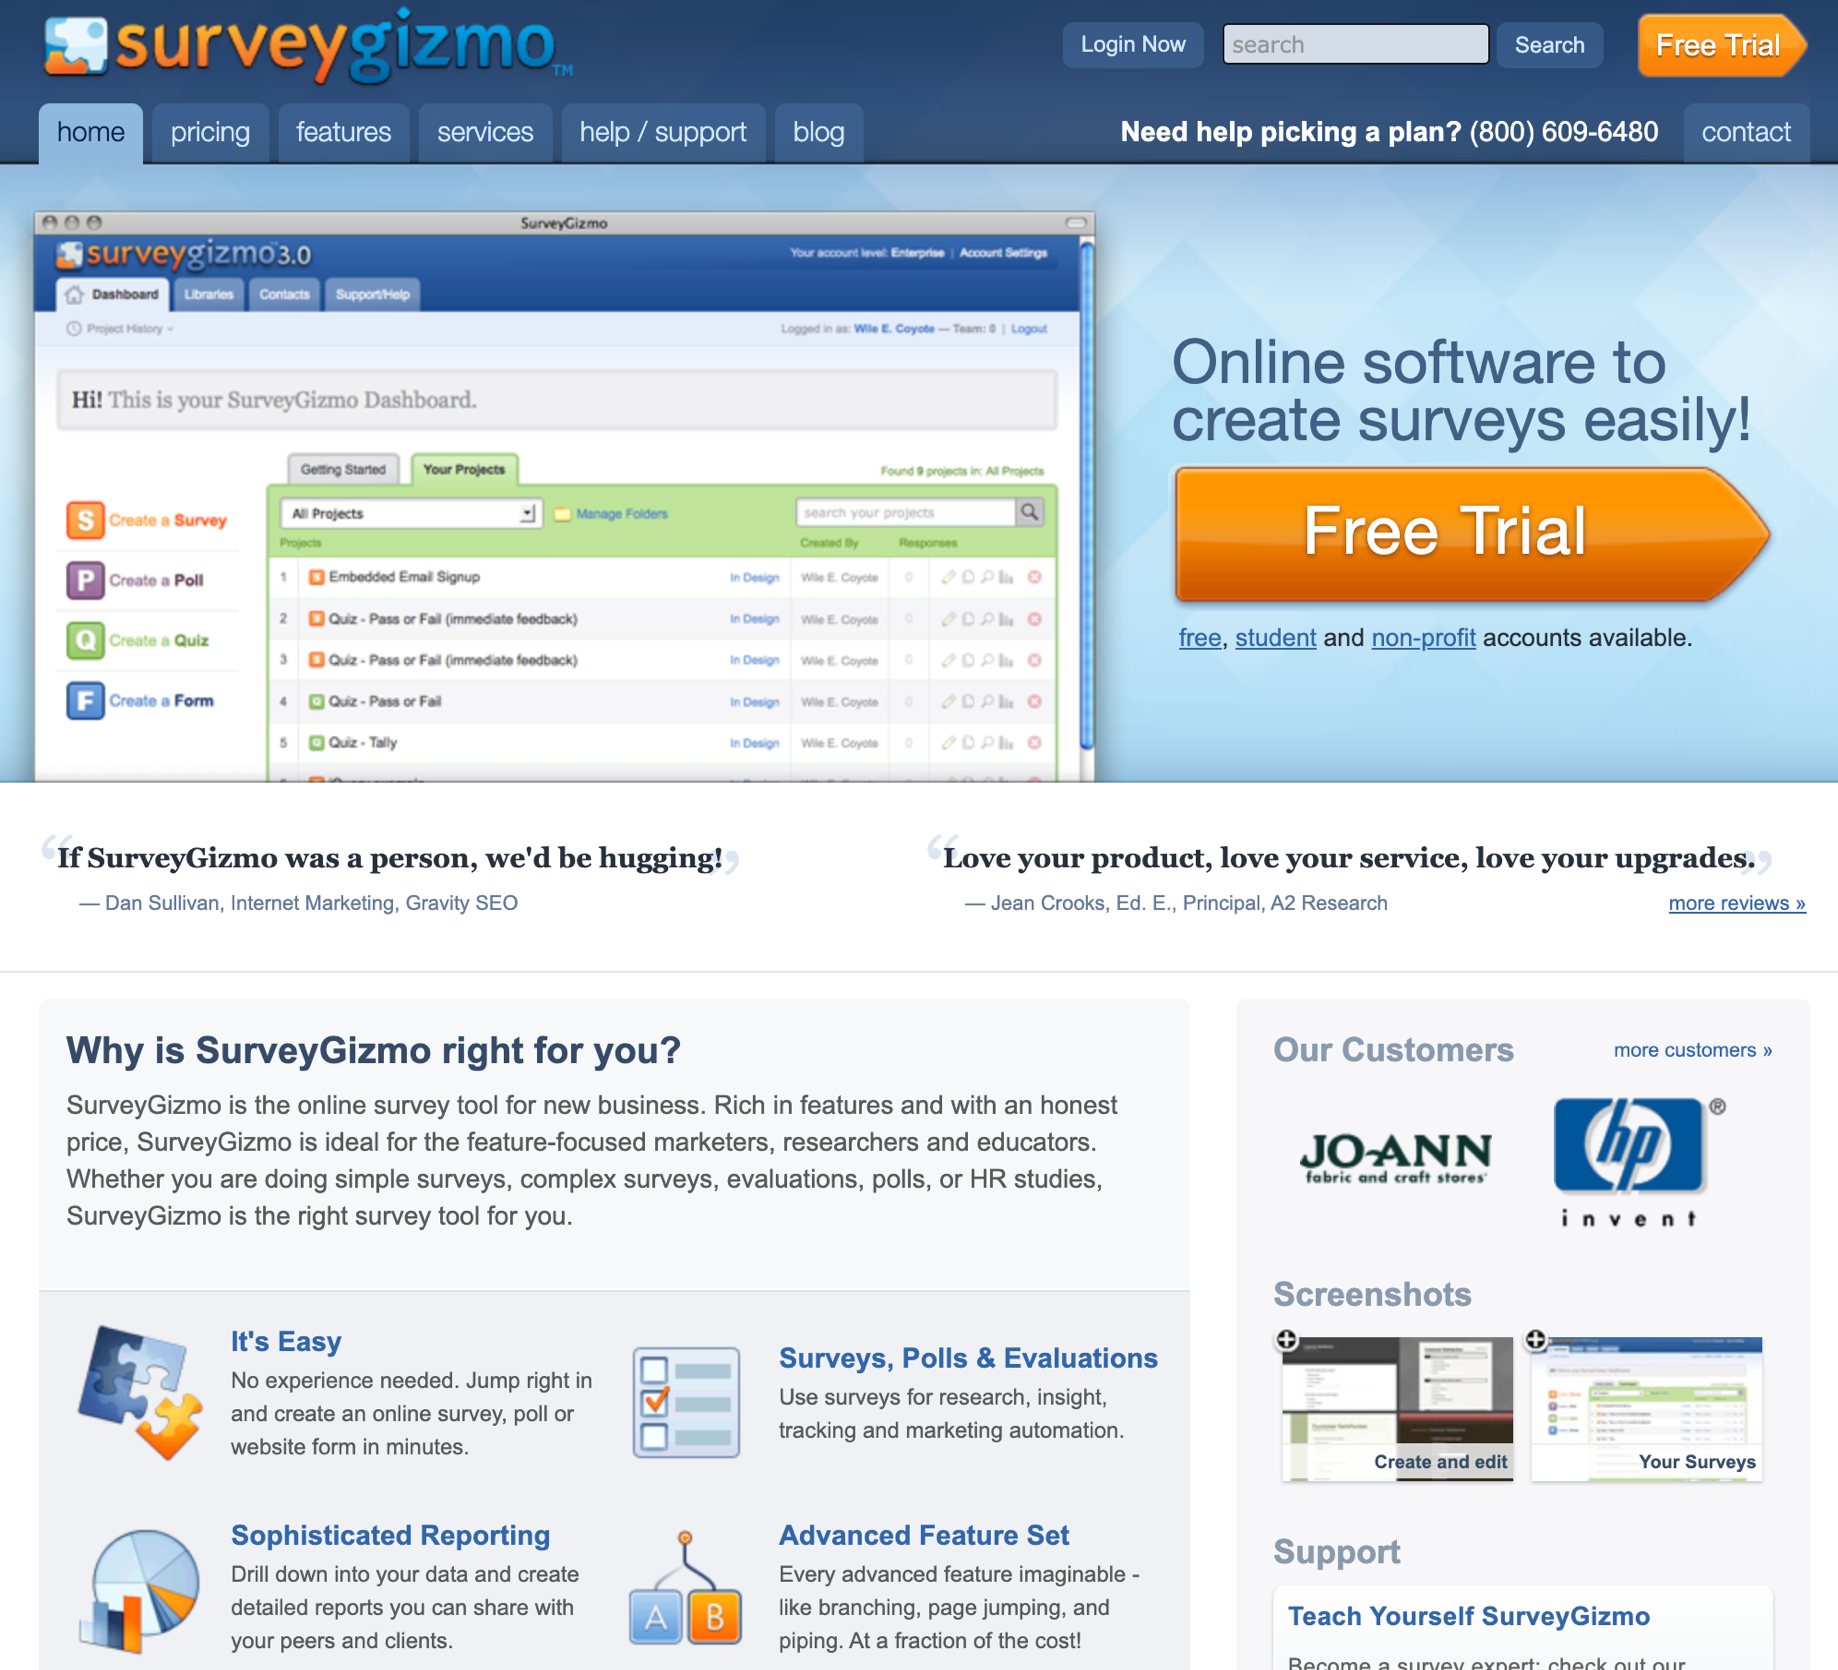 surveygizmo™
Login Now
search
Search
Free Trial
home
pricing
features
services
help / support
blog
Need help picking a plan? (800) 609-6480
contact
SurveyGizmo
surveygizmo™3.0
Your account level: Enterprise | Account Settings
Dashboard
Libraries
Contacts
Support/Help
Project History
Logged in as: Wile E. Coyote — Team: 0 | Logout
Hi! This is your SurveyGizmo Dashboard.
Getting Started
Your Projects
Found 9 projects in: All Projects
S Create a Survey
P Create a Poll
Q Create a Quiz
F Create a Form
All Projects
Manage Folders
search your projects
Projects Created By Responses
1 S Embedded Email Signup In Design Wile E. Coyote 0
2 S Quiz - Pass or Fail (immediate feedback) In Design Wile E. Coyote 0
3 S Quiz - Pass or Fail (immediate feedback) In Design Wile E. Coyote 0
4 Q Quiz - Pass or Fail In Design Wile E. Coyote 0
5 Q Quiz - Tally In Design Wile E. Coyote 0
Online software to
create surveys easily!
Free Trial
free, student and non-profit accounts available.
“If SurveyGizmo was a person, we'd be hugging!”
— Dan Sullivan, Internet Marketing, Gravity SEO
“Love your product, love your service, love your upgrades.”
— Jean Crooks, Ed. E., Principal, A2 Research
more reviews »
Why is SurveyGizmo right for you?
SurveyGizmo is the online survey tool for new business. Rich in features and with an honest
price, SurveyGizmo is ideal for the feature-focused marketers, researchers and educators.
Whether you are doing simple surveys, complex surveys, evaluations, polls, or HR studies,
SurveyGizmo is the right survey tool for you.
It's Easy
No experience needed. Jump right in
and create an online survey, poll or
website form in minutes.
Surveys, Polls & Evaluations
Use surveys for research, insight,
tracking and marketing automation.
Sophisticated Reporting
Drill down into your data and create
detailed reports you can share with
your peers and clients.
A B
Advanced Feature Set
Every advanced feature imaginable -
like branching, page jumping, and
piping. At a fraction of the cost!
Our Customers
more customers »
JO-ANN
fabric and craft stores
hp®
invent
Screenshots
Create and edit
Your Surveys
Support
Teach Yourself SurveyGizmo
Become a survey expert: check out our